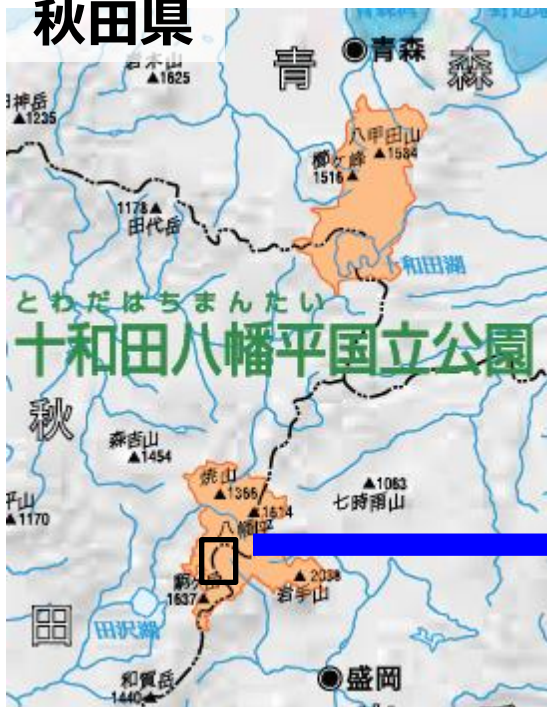 秋田県
青森
岩木山
▲1625
青 森
▲1235
八甲田山
▲1584
櫛ヶ峰
1516▲
1178▲
田代岳
十和田湖
とわだはちまんたい
十和田八幡平国立公園
秋
森吉山
▲1454
焼山
▲1366
▲1614
八幡平
▲1063
七時雨山
▲1170
▲2038
岩手山
駒ヶ岳
1637▲
田
田沢湖
和賀岳
1440▲
盛岡